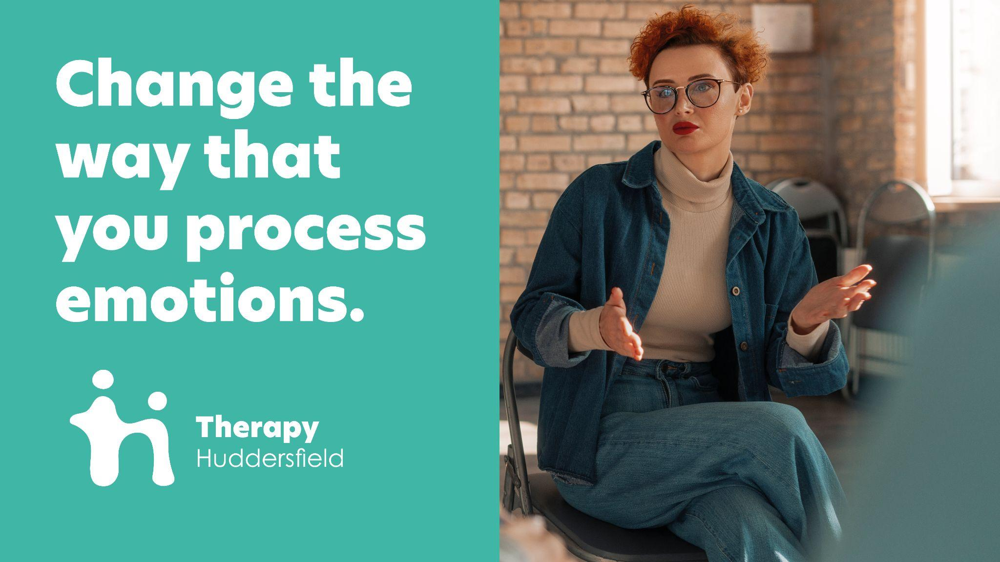 Change the
way that
you process
emotions.
Therapy
Huddersfield